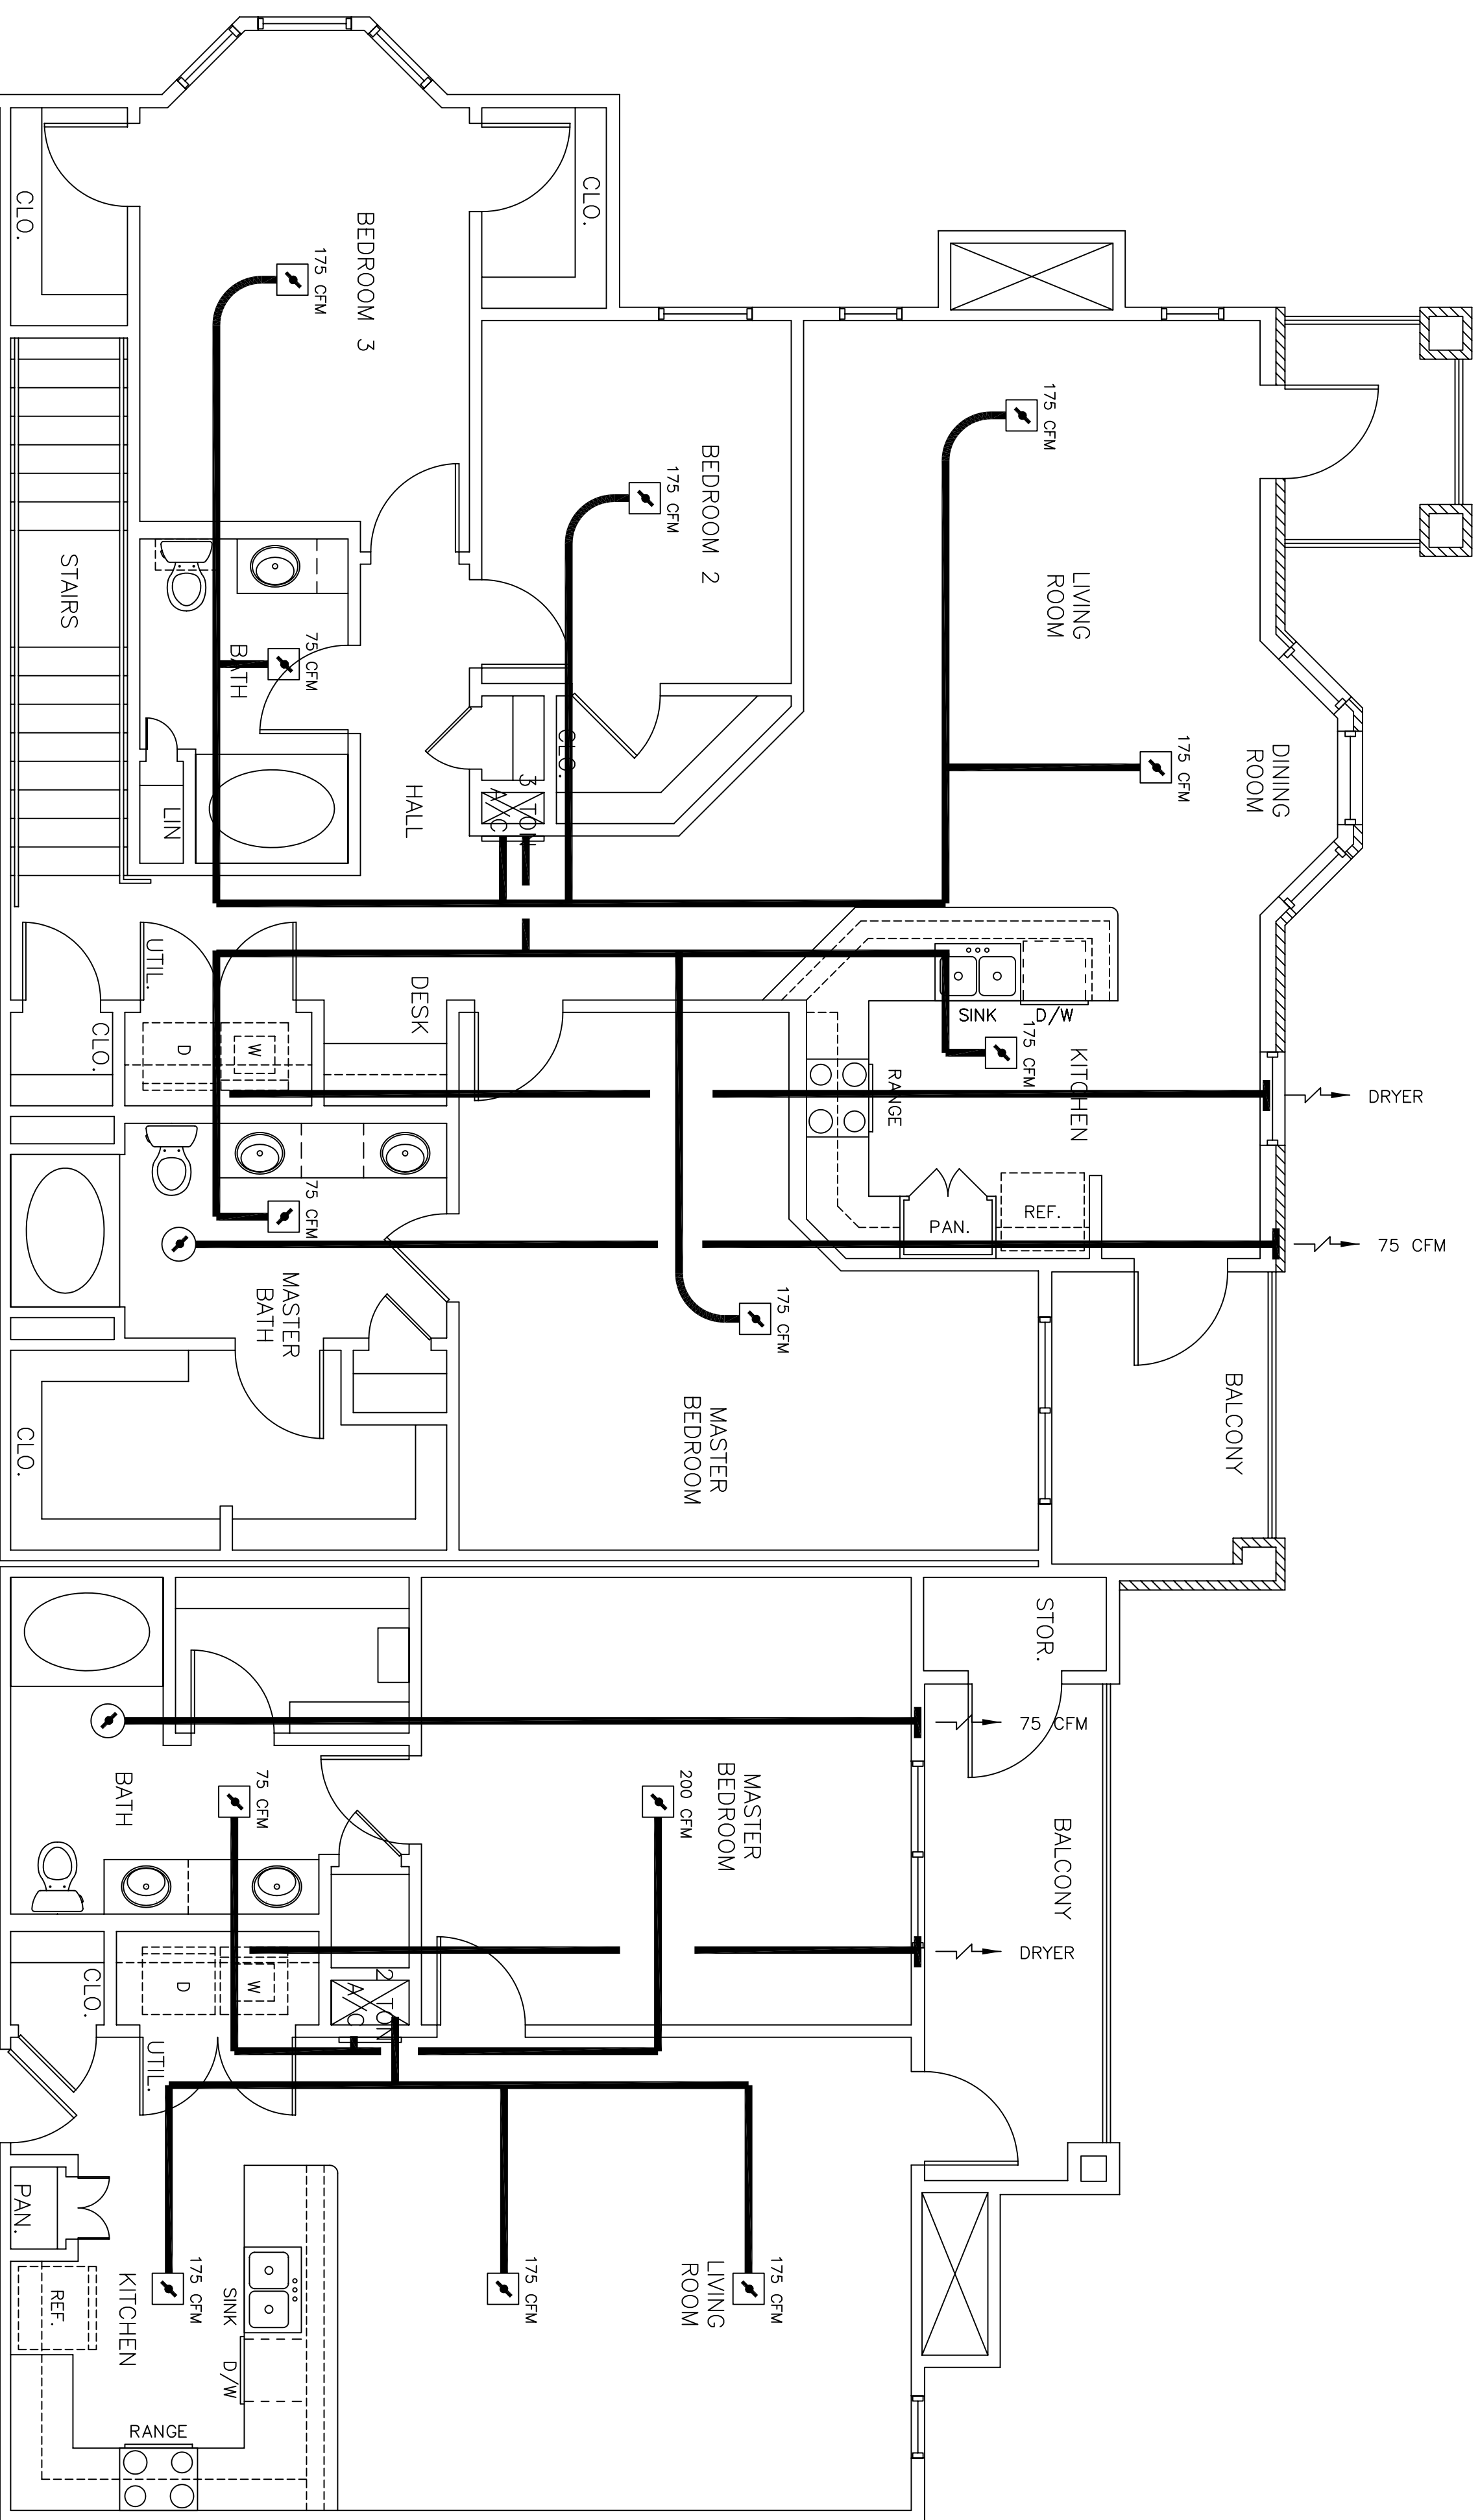 CLO.
CLO.
BEDROOM 3
175 CFM
BEDROOM 2
175 CFM
175 CFM
LIVING
ROOM
STAIRS
BATH
75 CFM
LIN
HALL
CLO.
3 TON
A/C
175 CFM
DINING
ROOM
UTIL.
DESK
CLO.
D
W
SINK
D/W
175 CFM
KITCHEN
RANGE
DRYER
PAN.
REF.
75 CFM
75 CFM
MASTER
BATH
175 CFM
MASTER
BEDROOM
BALCONY
CLO.
STOR.
75 CFM
BATH
75 CFM
200 CFM
MASTER
BEDROOM
BALCONY
DRYER
CLO.
D
W
2 TON
A/C
UTIL.
PAN.
REF.
KITCHEN
175 CFM
SINK
D/W
RANGE
175 CFM
LIVING
ROOM
175 CFM